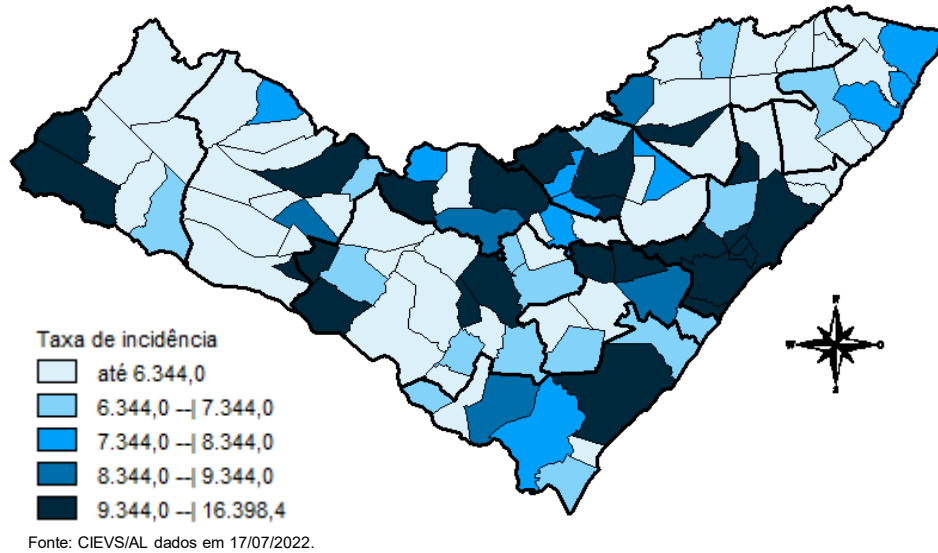 Taxa de incidência
até 6.344,0
6.344,0 --| 7.344,0
7.344,0 --| 8.344,0
8.344,0 --| 9.344,0
9.344,0 --| 16.398,4
Fonte: CIEVS/AL dados em 17/07/2022.